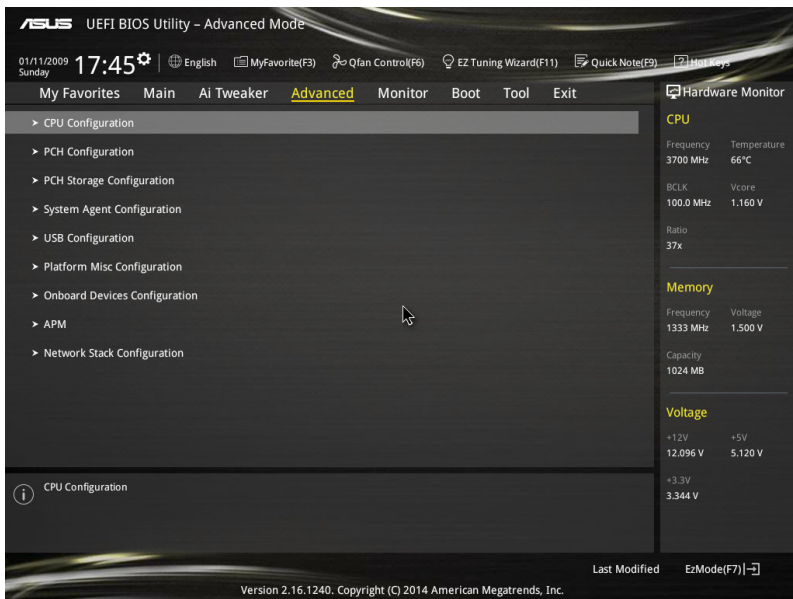 ASUS UEFI BIOS Utility – Advanced Mode
01/11/2009
Sunday
17:45
English
MyFavorite(F3)
Qfan Control(F6)
EZ Tuning Wizard(F11)
Quick Note(F9)
? Hot Keys
My Favorites
Main
Ai Tweaker
Advanced
Monitor
Boot
Tool
Exit
> CPU Configuration
> PCH Configuration
> PCH Storage Configuration
> System Agent Configuration
> USB Configuration
> Platform Misc Configuration
> Onboard Devices Configuration
> APM
> Network Stack Configuration
i CPU Configuration
Hardware Monitor
CPU
Frequency Temperature
3700 MHz 66°C
BCLK Vcore
100.0 MHz 1.160 V
Ratio
37x
Memory
Frequency Voltage
1333 MHz 1.500 V
Capacity
1024 MB
Voltage
+12V +5V
12.096 V 5.120 V
+3.3V
3.344 V
Last Modified
EzMode(F7)
Version 2.16.1240. Copyright (C) 2014 American Megatrends, Inc.